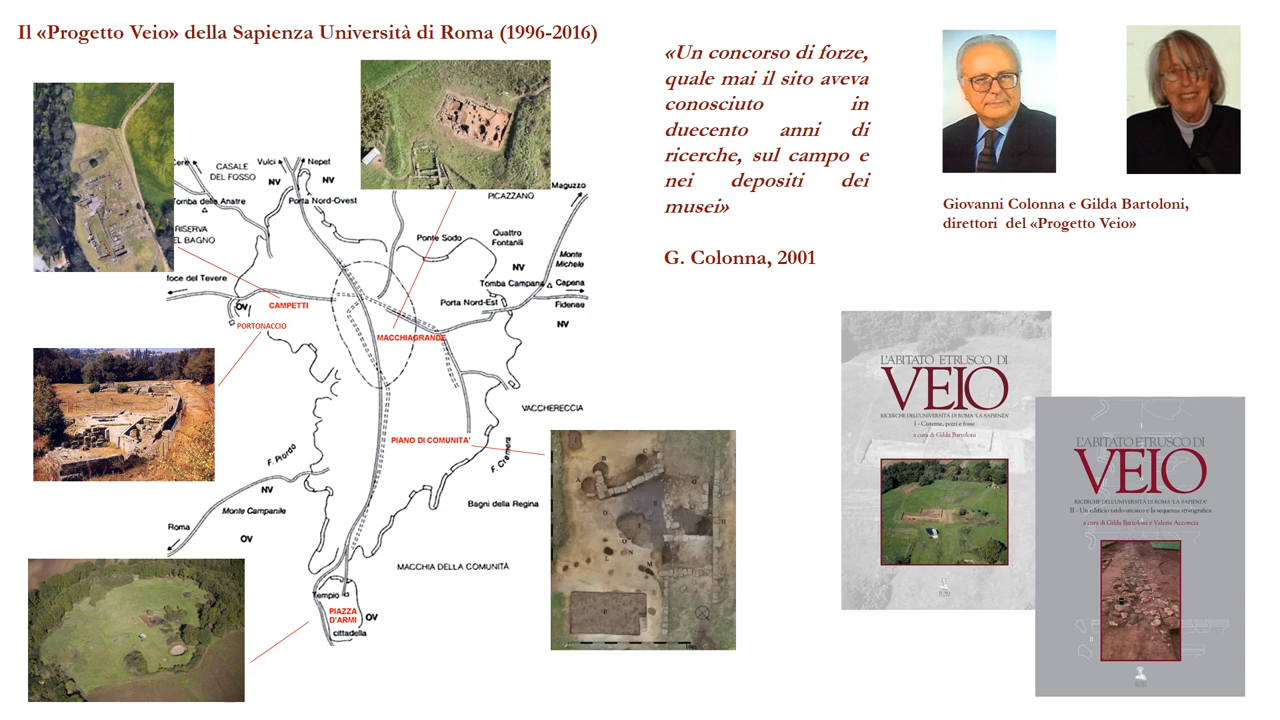 Il «Progetto Veio» della Sapienza Università di Roma (1996-2016)
«Un concorso di forze,
quale mai il sito aveva
conosciuto in
duecento anni di
ricerche, sul campo e
nei depositi dei
musei»
G. Colonna, 2001
Giovanni Colonna e Gilda Bartoloni,
direttori del «Progetto Veio»
CASALE
DEL FOSSO
Vulci
Nepet
NV
NV
Porta Nord-Ovest
Tomba delle Anatre
RISERVA
EL BAGNO
foce del Tevere
OV
CAMPETTI
PORTONACCIO
Maguzzo
PICAZZANO
Ponte Sodo
Quattro
Fontanili
Monte
Michele
NV
Tomba Campana
Capena
Porta Nord-Est
Fidenae
NV
MACCHIAGRANDE
VACCHERECCIA
PIANO DI COMUNITA'
F. Cremera
F. Piordo
NV
Monte Campanile
Roma
OV
Bagni della Regina
MACCHIA DELLA COMUNITÀ
Tempio
PIAZZA
D'ARMI
OV
cittadella
L'ABITATO ETRUSCO DI
VEIO
RICERCHE DELL'UNIVERSITÀ DI ROMA 'LA SAPIENZA'
I - Cisterne, pozzi e fosse
a cura di Gilda Bartoloni
L'ABITATO ETRUSCO DI
VEIO
RICERCHE DELL'UNIVERSITÀ DI ROMA 'LA SAPIENZA'
II - Un edificio tardo-arcaico e la sequenza stratigrafica
a cura di Gilda Bartoloni e Valeria Acconcia